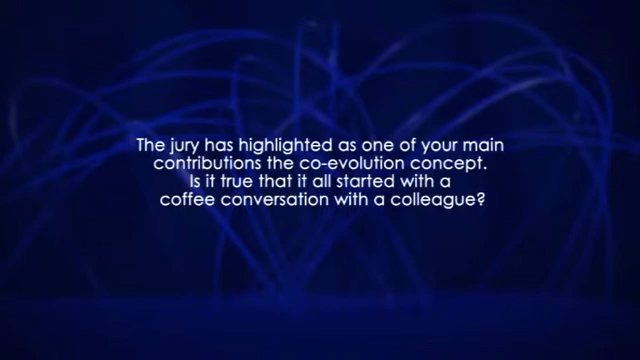 The jury has highlighted as one of your main
contributions the co-evolution concept.
Is it true that it all started with a
coffee conversation with a colleague?